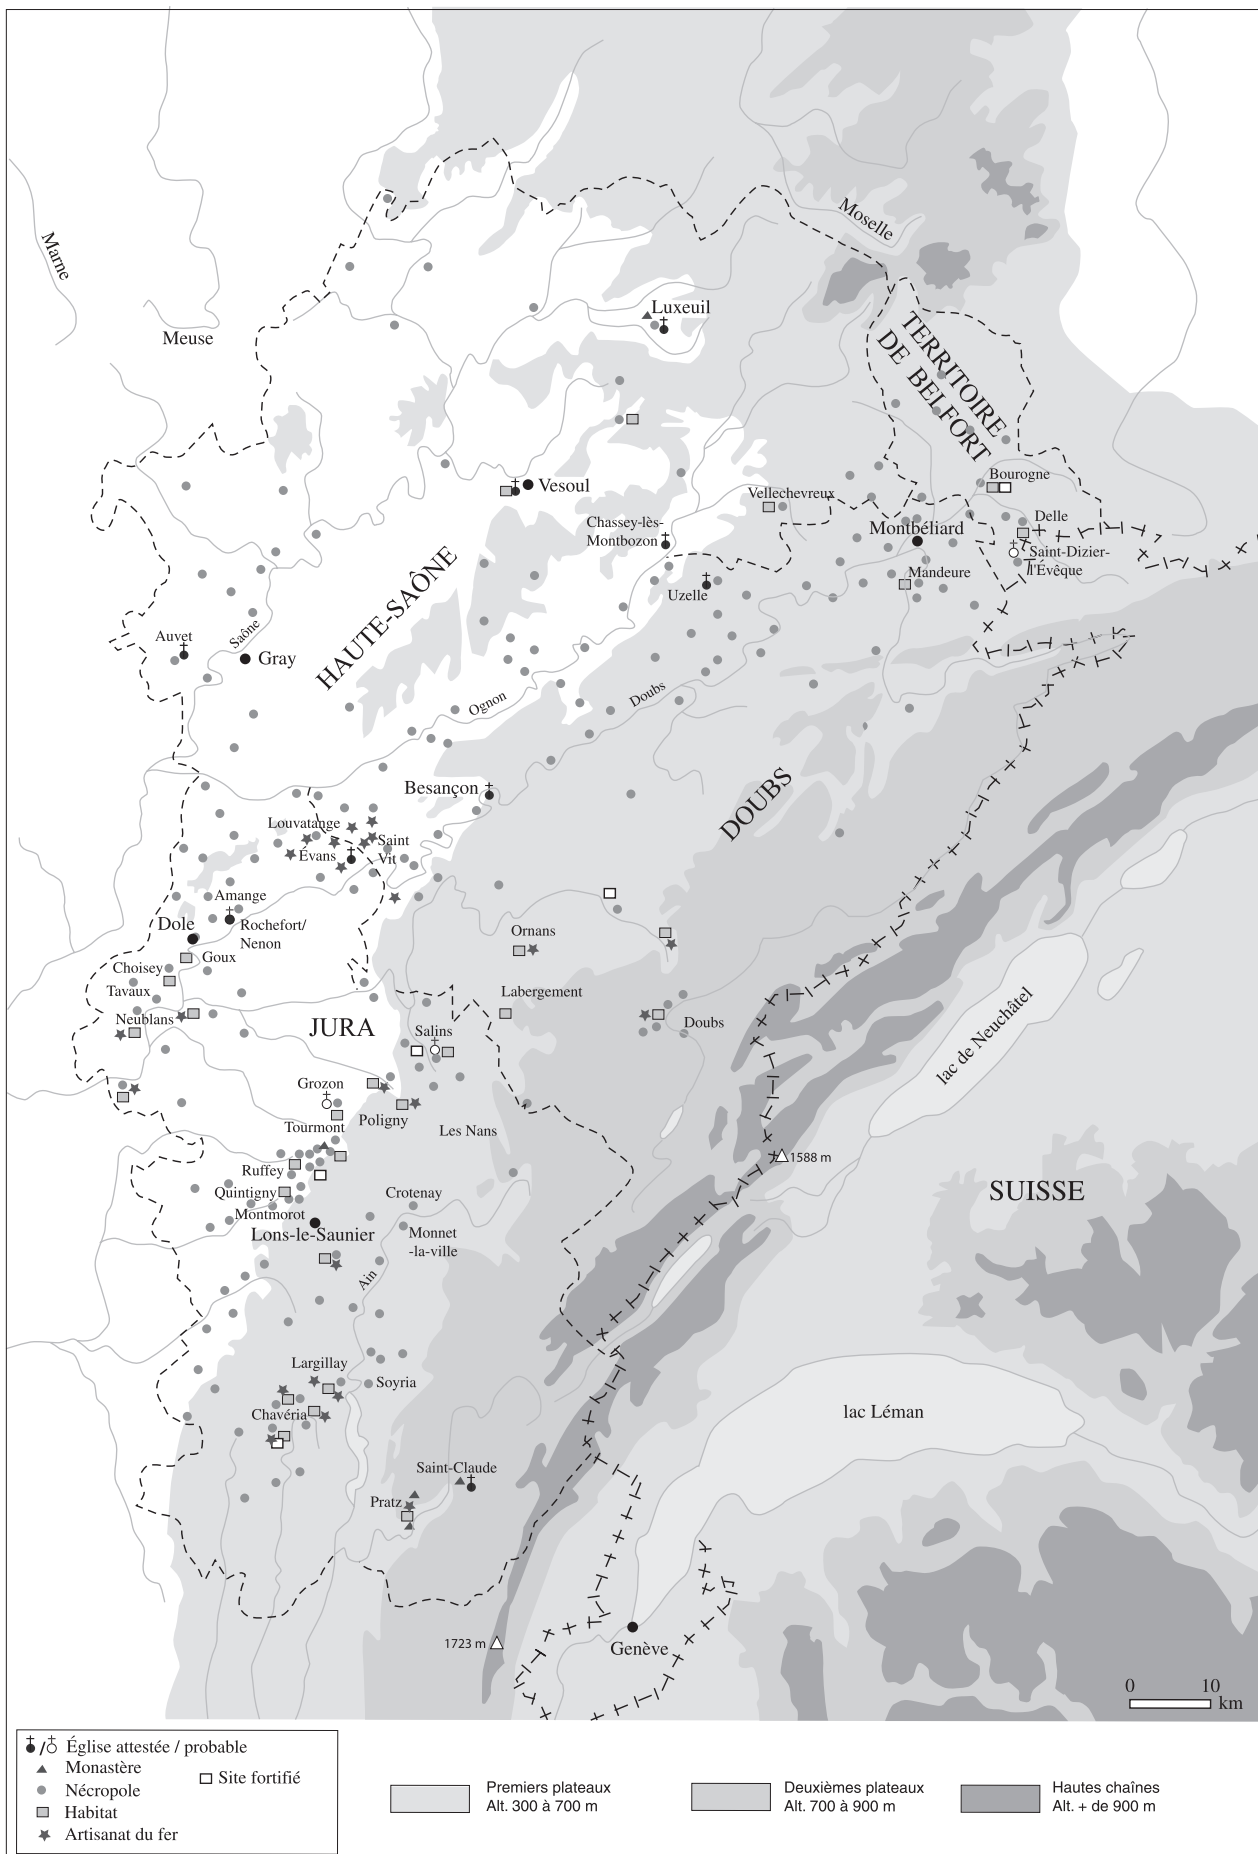 Marne
Meuse
Moselle
Luxeuil
TERRITOIRE
DE BELFORT
Vesoul
Vellechevreux
Bourogne
Chassey-lès-
Montbozon
Montbéliard
Delle
Saint-Dizier-
l'Évêque
Mandeure
Uzelle
HAUTE-SAÔNE
Auvet
Saône
Gray
Ognon
Doubs
Besançon
DOUBS
Louvatange
Saint
Vit
Évans
Amange
Dole
Rochefort/
Nenon
Goux
Choisey
Tavaux
Neublans
Ornans
Labergement
Doubs
JURA
Salins
lac de Neuchâtel
Grozon
Poligny
Tourmont
Les Nans
1588 m
Ruffey
Quintigny
Montmorot
Lons-le-Saunier
Crotenay
Monnet
-la-ville
SUISSE
Ain
Largillay
Soyria
Chavéria
lac Léman
Saint-Claude
Pratz
1723 m
Genève
0 10
km
/ Église attestée / probable
Monastère
Nécropole
Site fortifié
Habitat
Artisanat du fer
Premiers plateaux
Alt. 300 à 700 m
Deuxièmes plateaux
Alt. 700 à 900 m
Hautes chaînes
Alt. + de 900 m